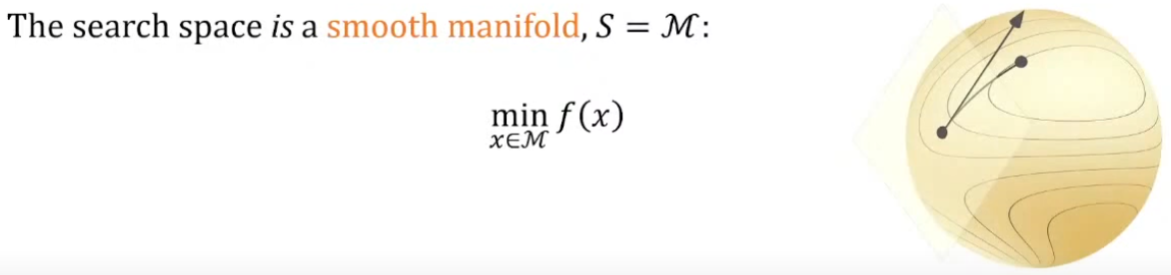 The search space is a smooth manifold, S = ℳ:
min f(x)
x∈ℳ